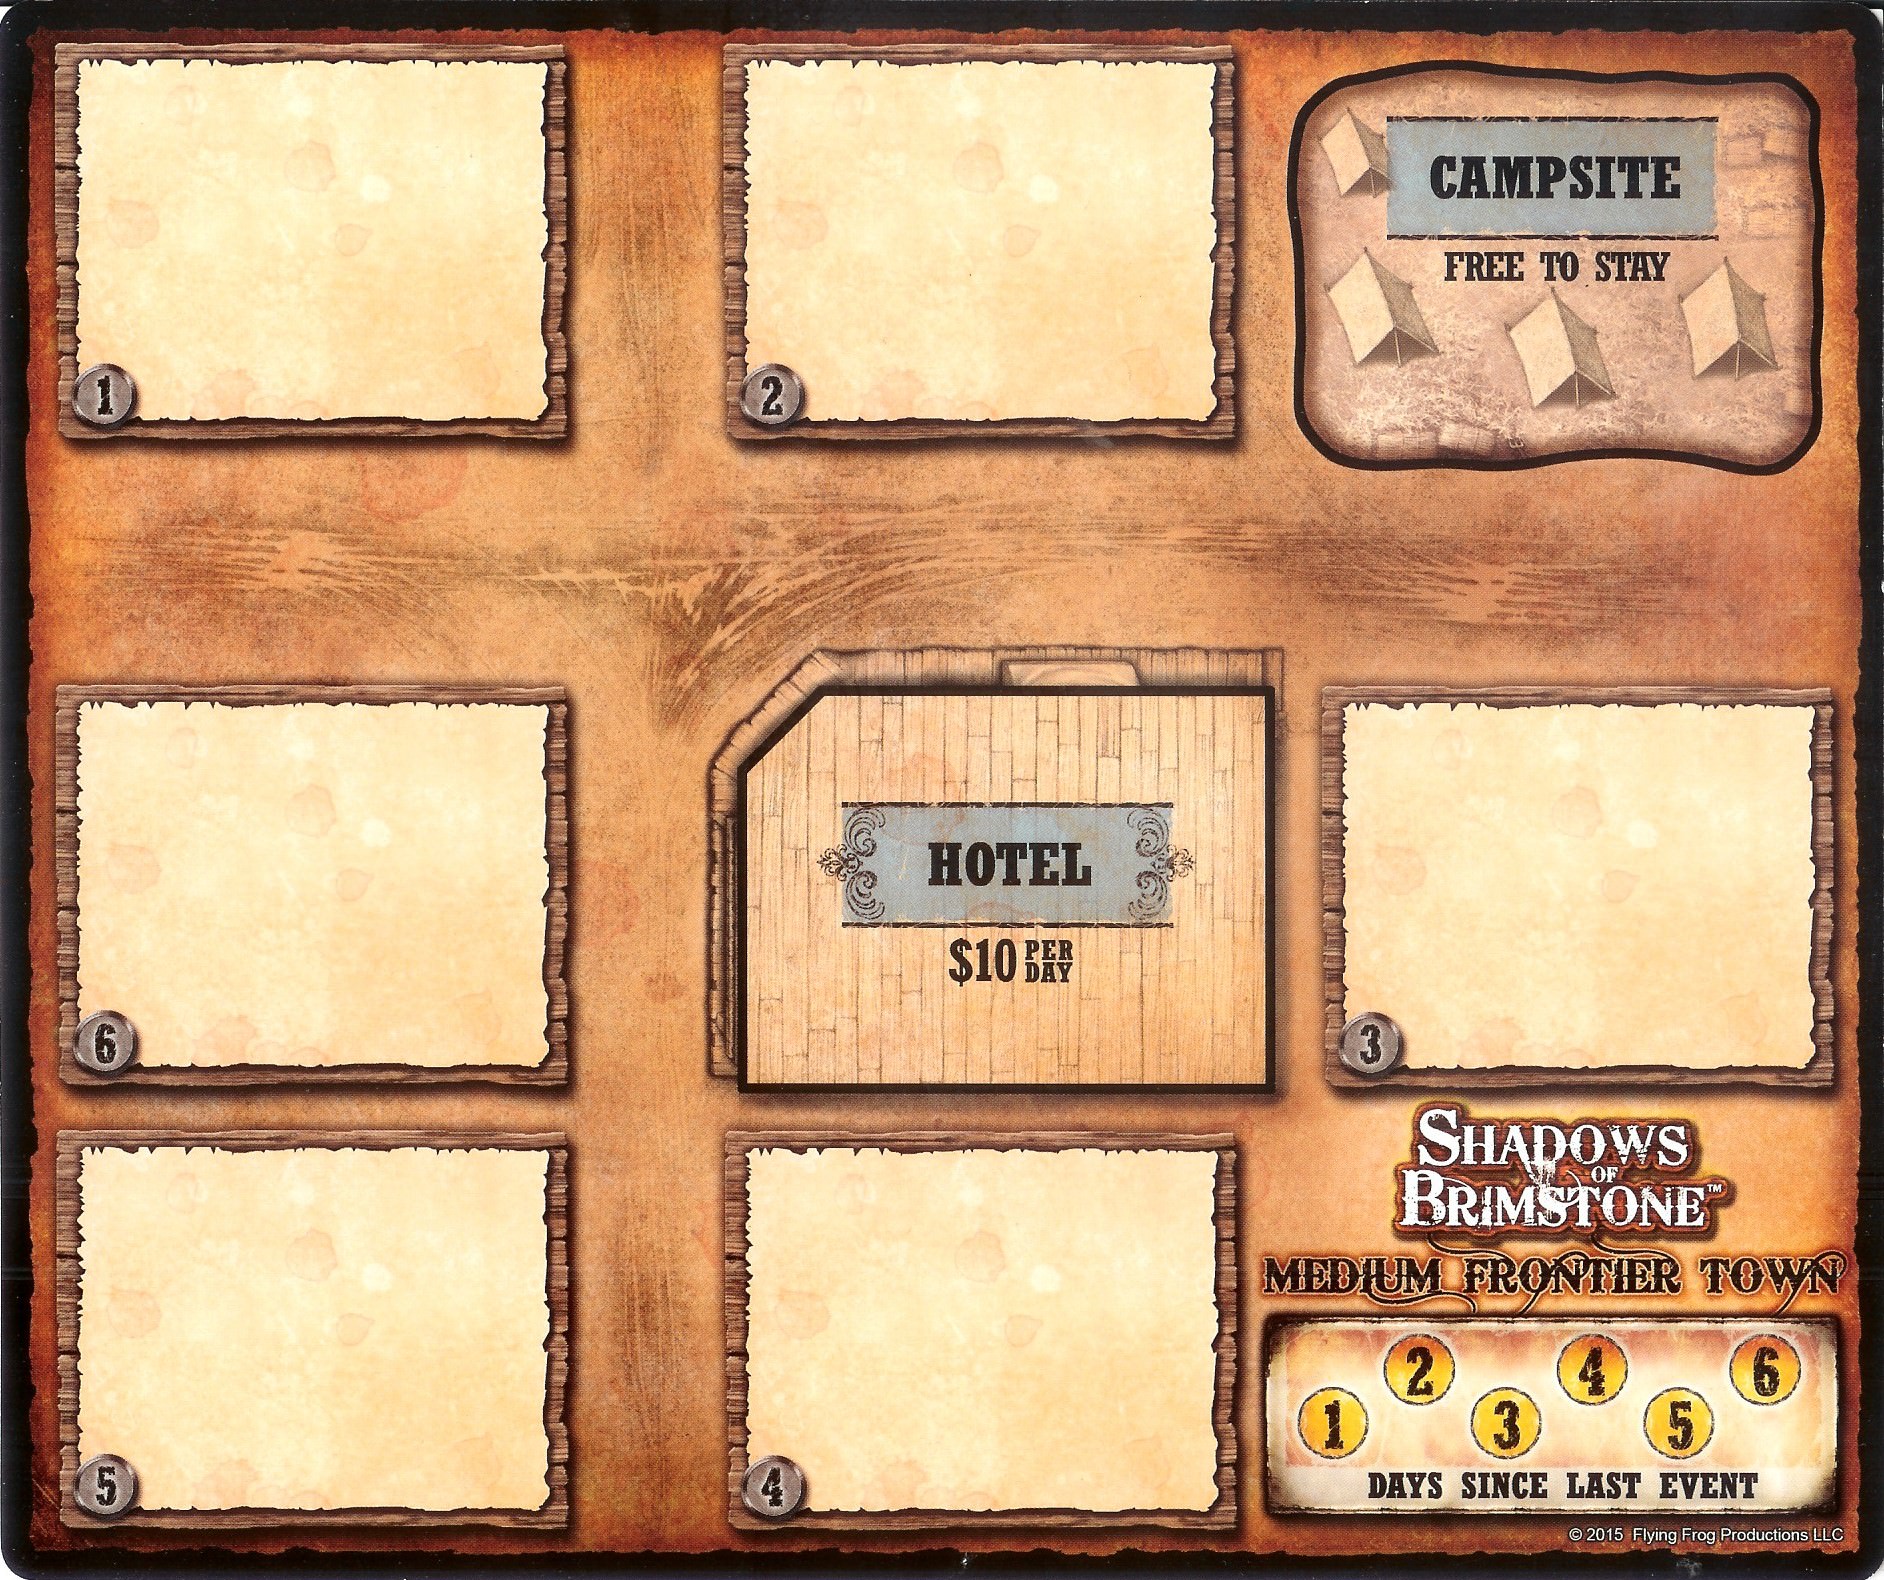 1
2
CAMPSITE
FREE TO STAY
6
HOTEL
$10 PER DAY
3
SHADOWS
OF
BRIMSTONE™
MEDIUM FRONTIER TOWN
1 2 3 4 5 6
DAYS SINCE LAST EVENT
5
4
© 2015 Flying Frog Productions LLC